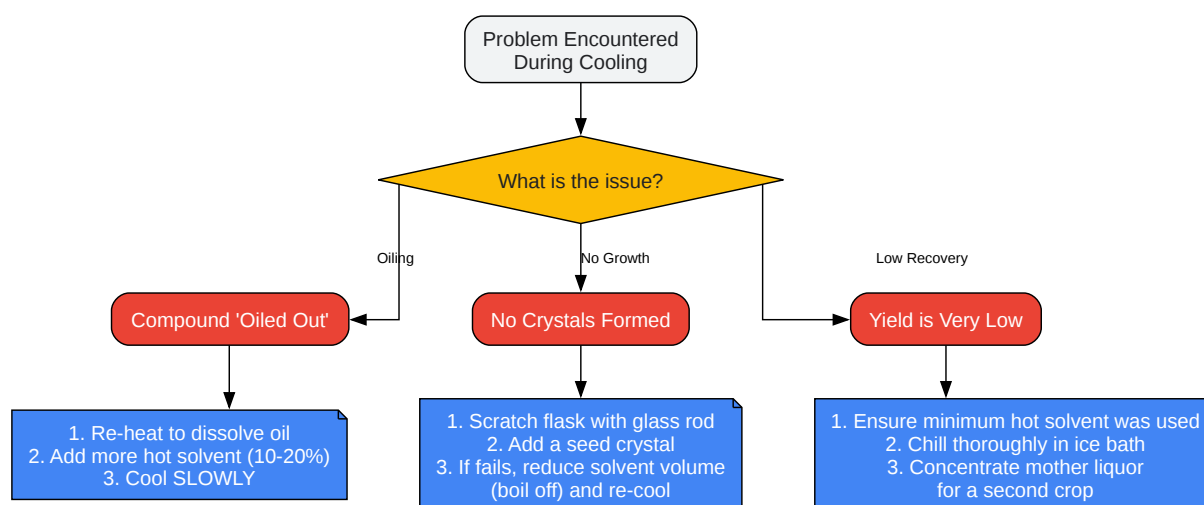 Problem Encountered
During Cooling
What is the issue?
Oiling
No Growth
Low Recovery
Compound 'Oiled Out'
No Crystals Formed
Yield is Very Low
1. Re-heat to dissolve oil
2. Add more hot solvent (10-20%)
3. Cool SLOWLY
1. Scratch flask with glass rod
2. Add a seed crystal
3. If fails, reduce solvent volume
(boil off) and re-cool
1. Ensure minimum hot solvent was used
2. Chill thoroughly in ice bath
3. Concentrate mother liquor
for a second crop